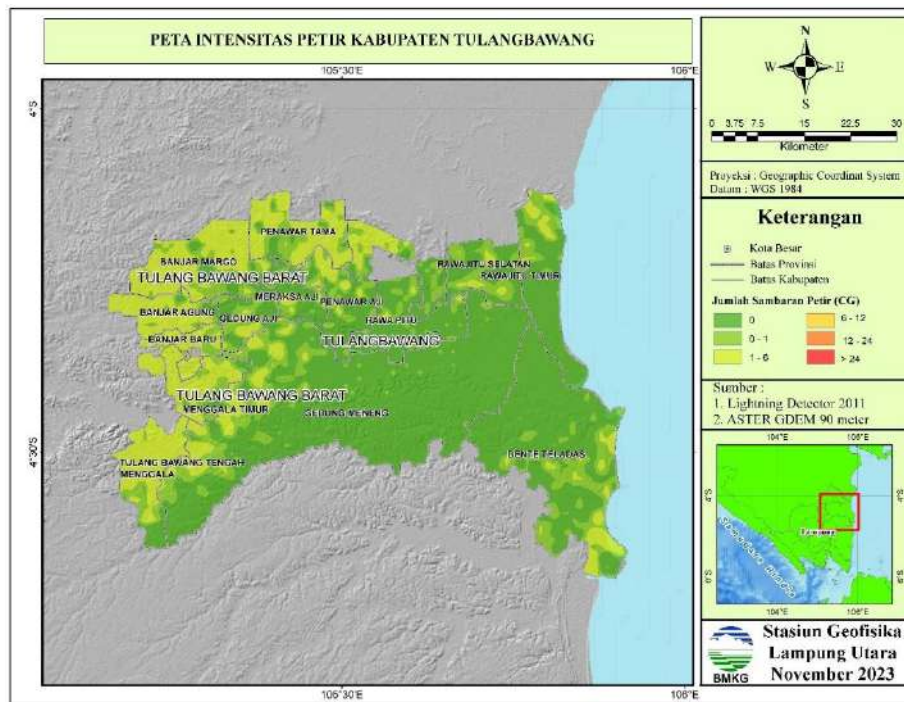 PETA INTENSITAS PETIR KABUPATEN TULANGBAWANG
105°30'E
106°E
4°S
4°30'S
PENAWAR TAMA
BANJAR MARGO
RAWAJITU SELATAN
TULANG BAWANG BARAT
RAWAJITU TIMUR
MERAKSA AJI
PENAWAR AJI
BANJAR AGUNG
GEDUNG AJI
RAWA PITU
BANJAR BARU
TULANGBAWANG
TULANG BAWANG BARAT
MENGGALA TIMUR
GEDUNG MENENG
DENTE TELADAS
TULANG BAWANG TENGAH
MENGGALA
105°30'E
106°E
N
W
E
S
0 3.75 7.5 15 22.5 30
Kilometer
Proyeksi : Geographic Coordinat System
Datum : WGS 1984
Keterangan
Kota Besar
Batas Provinsi
Batas Kabupaten
Jumlah Sambaran Petir (CG)
0
6 - 12
0 - 1
12 - 24
1 - 6
> 24
Sumber :
1. Lightning Detector 2011
2. ASTER GDEM 90 meter
104°E
106°E
4°S
4°S
6°S
6°S
Samudera Hindia
104°E
106°E
BMKG
Stasiun Geofisika
Lampung Utara
November 2023